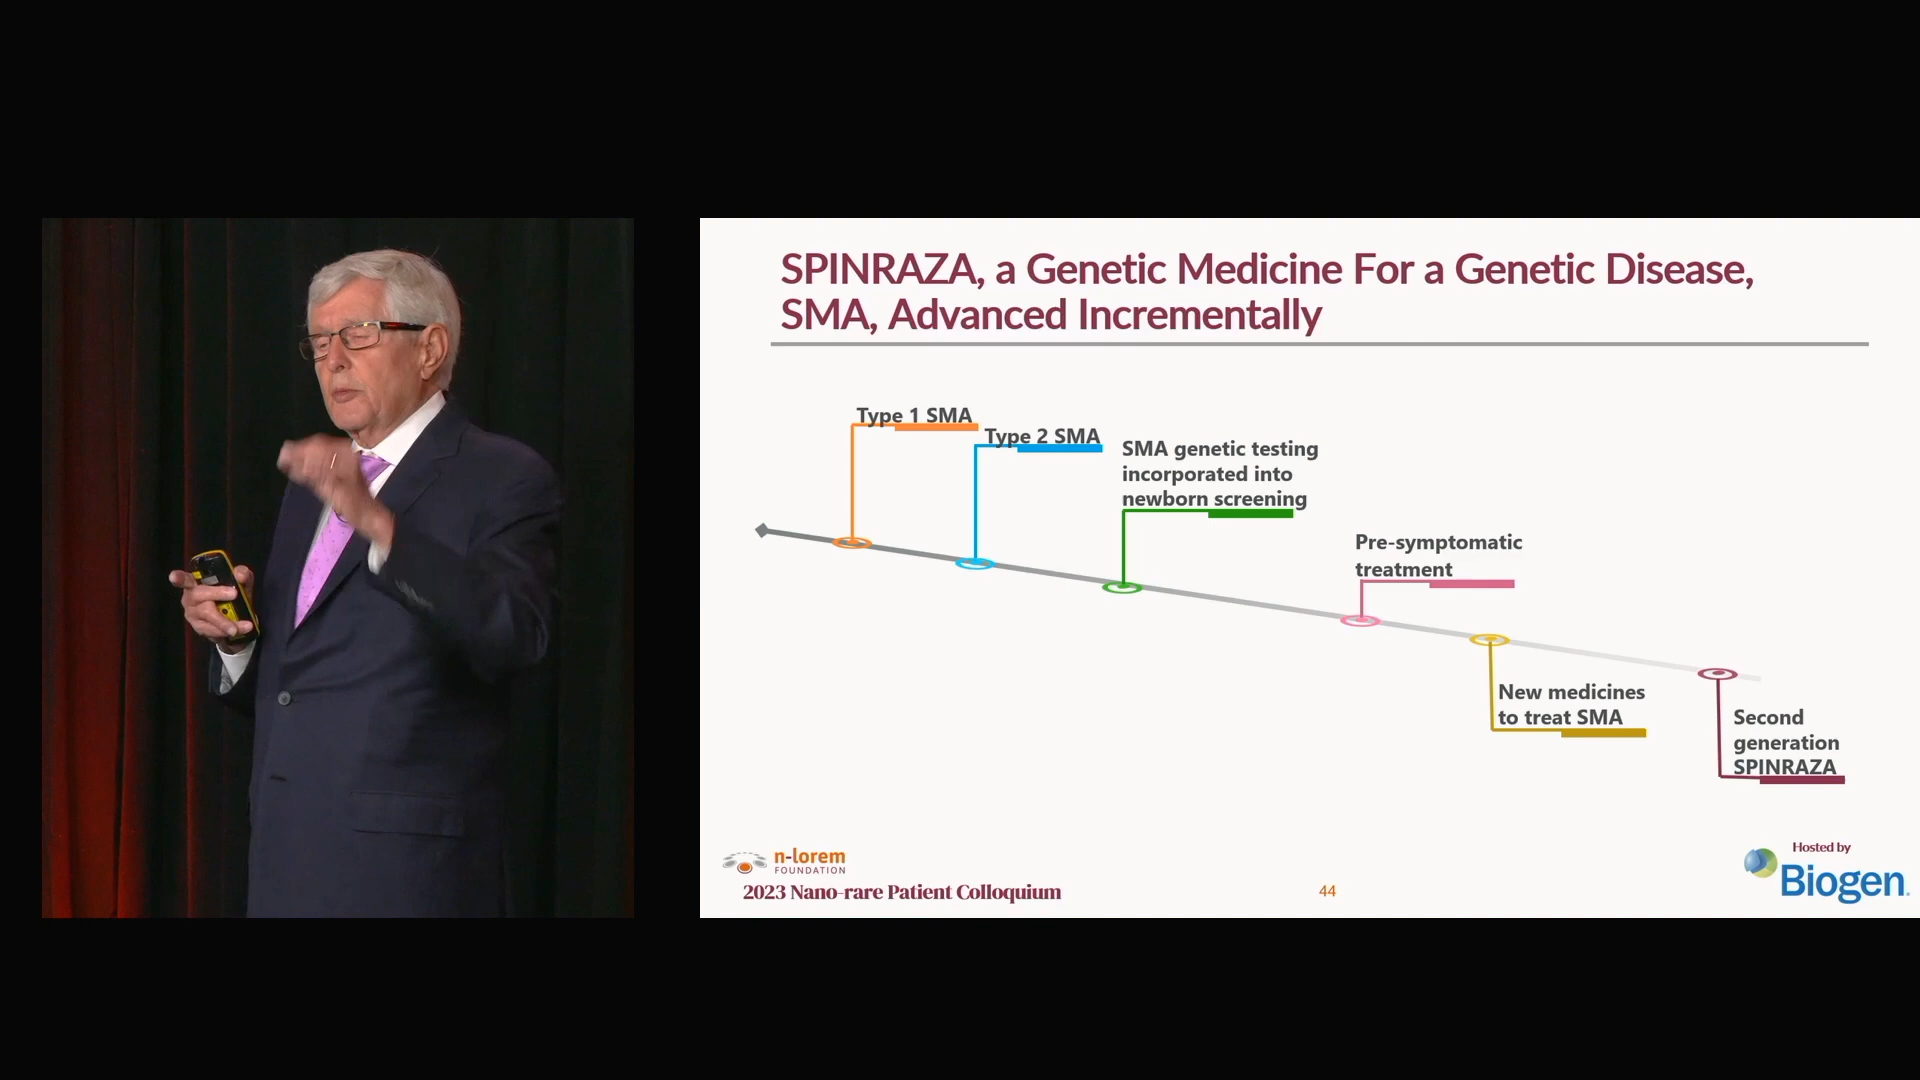 SPINRAZA, a Genetic Medicine For a Genetic Disease,
SMA, Advanced Incrementally
Type 1 SMA
Type 2 SMA
SMA genetic testing
incorporated into
newborn screening
Pre-symptomatic
treatment
New medicines
to treat SMA
Second
generation
SPINRAZA
n-lorem
FOUNDATION
2023 Nano-rare Patient Colloquium
44
Hosted by
Biogen.